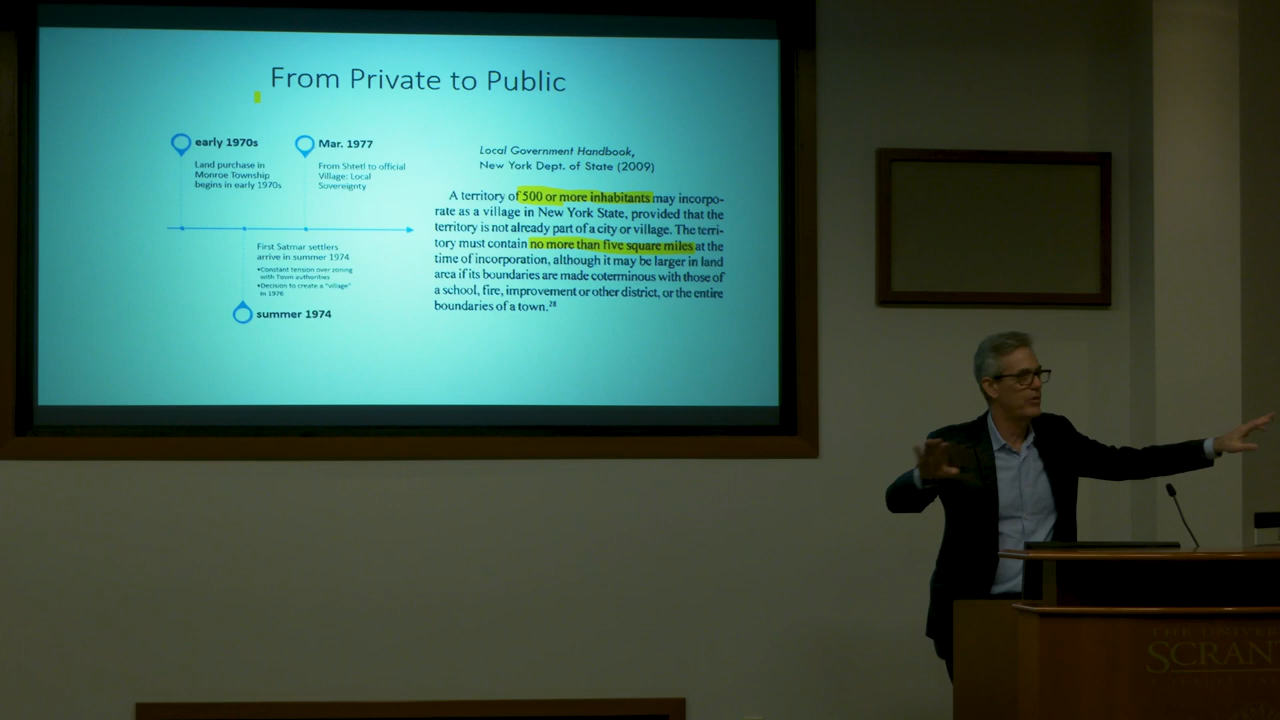 From Private to Public
early 1970s
Land purchase in
Monroe Township
begins in early 1970s
Mar. 1977
From Shtetl to official
Village: Local
Sovereignty
First Satmar settlers
arrive in summer 1974
•Constant tension over zoning
with Town authorities
•Decision to create a "village"
in 1976
summer 1974
Local Government Handbook,
New York Dept. of State (2009)
A territory of 500 or more inhabitants may incorpo-
rate as a village in New York State, provided that the
territory is not already part of a city or village. The terri-
tory must contain no more than five square miles at the
time of incorporation, although it may be larger in land
area if its boundaries are made coterminous with those of
a school, fire, improvement or other district, or the entire
boundaries of a town.28
THE UNIVERS
SCRAN